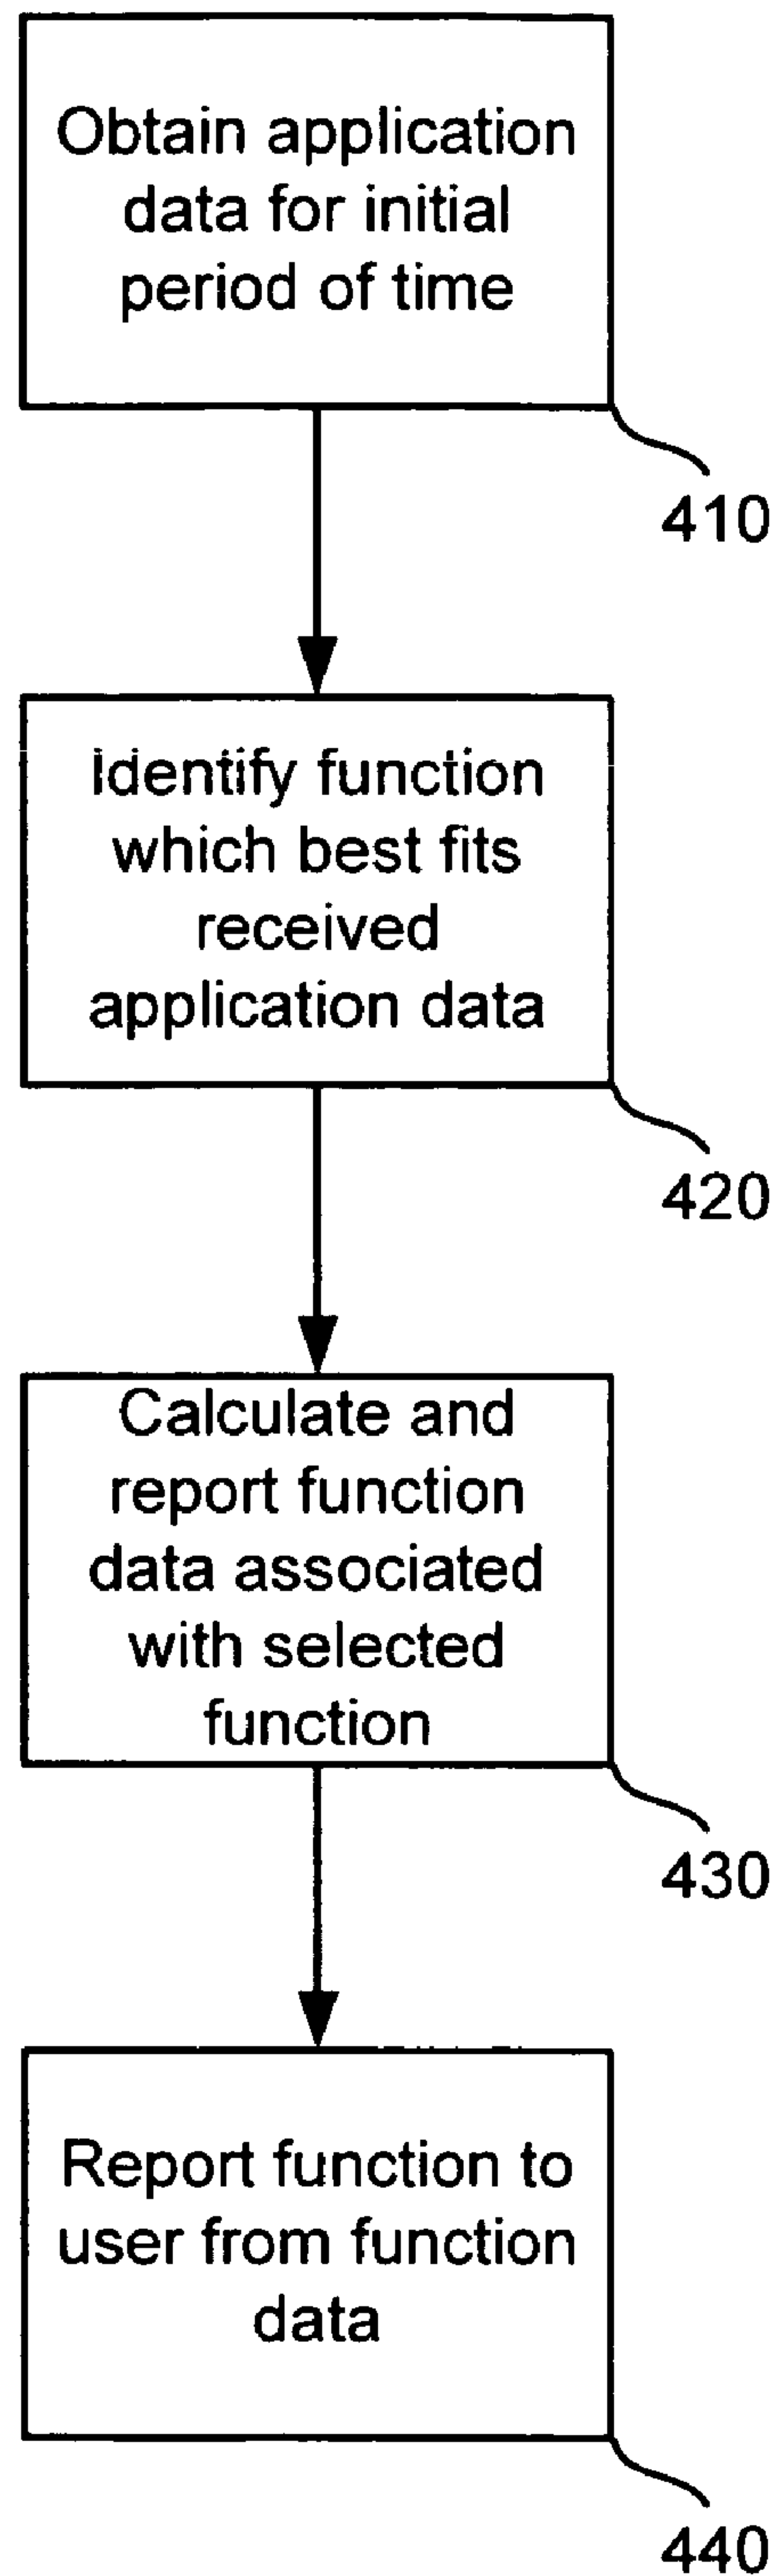 Obtain application
data for initial
period of time
410
Identify function
which best fits
received
application data
420
Calculate and
report function
data associated
with selected
function
430
Report function to
user from function
data
440